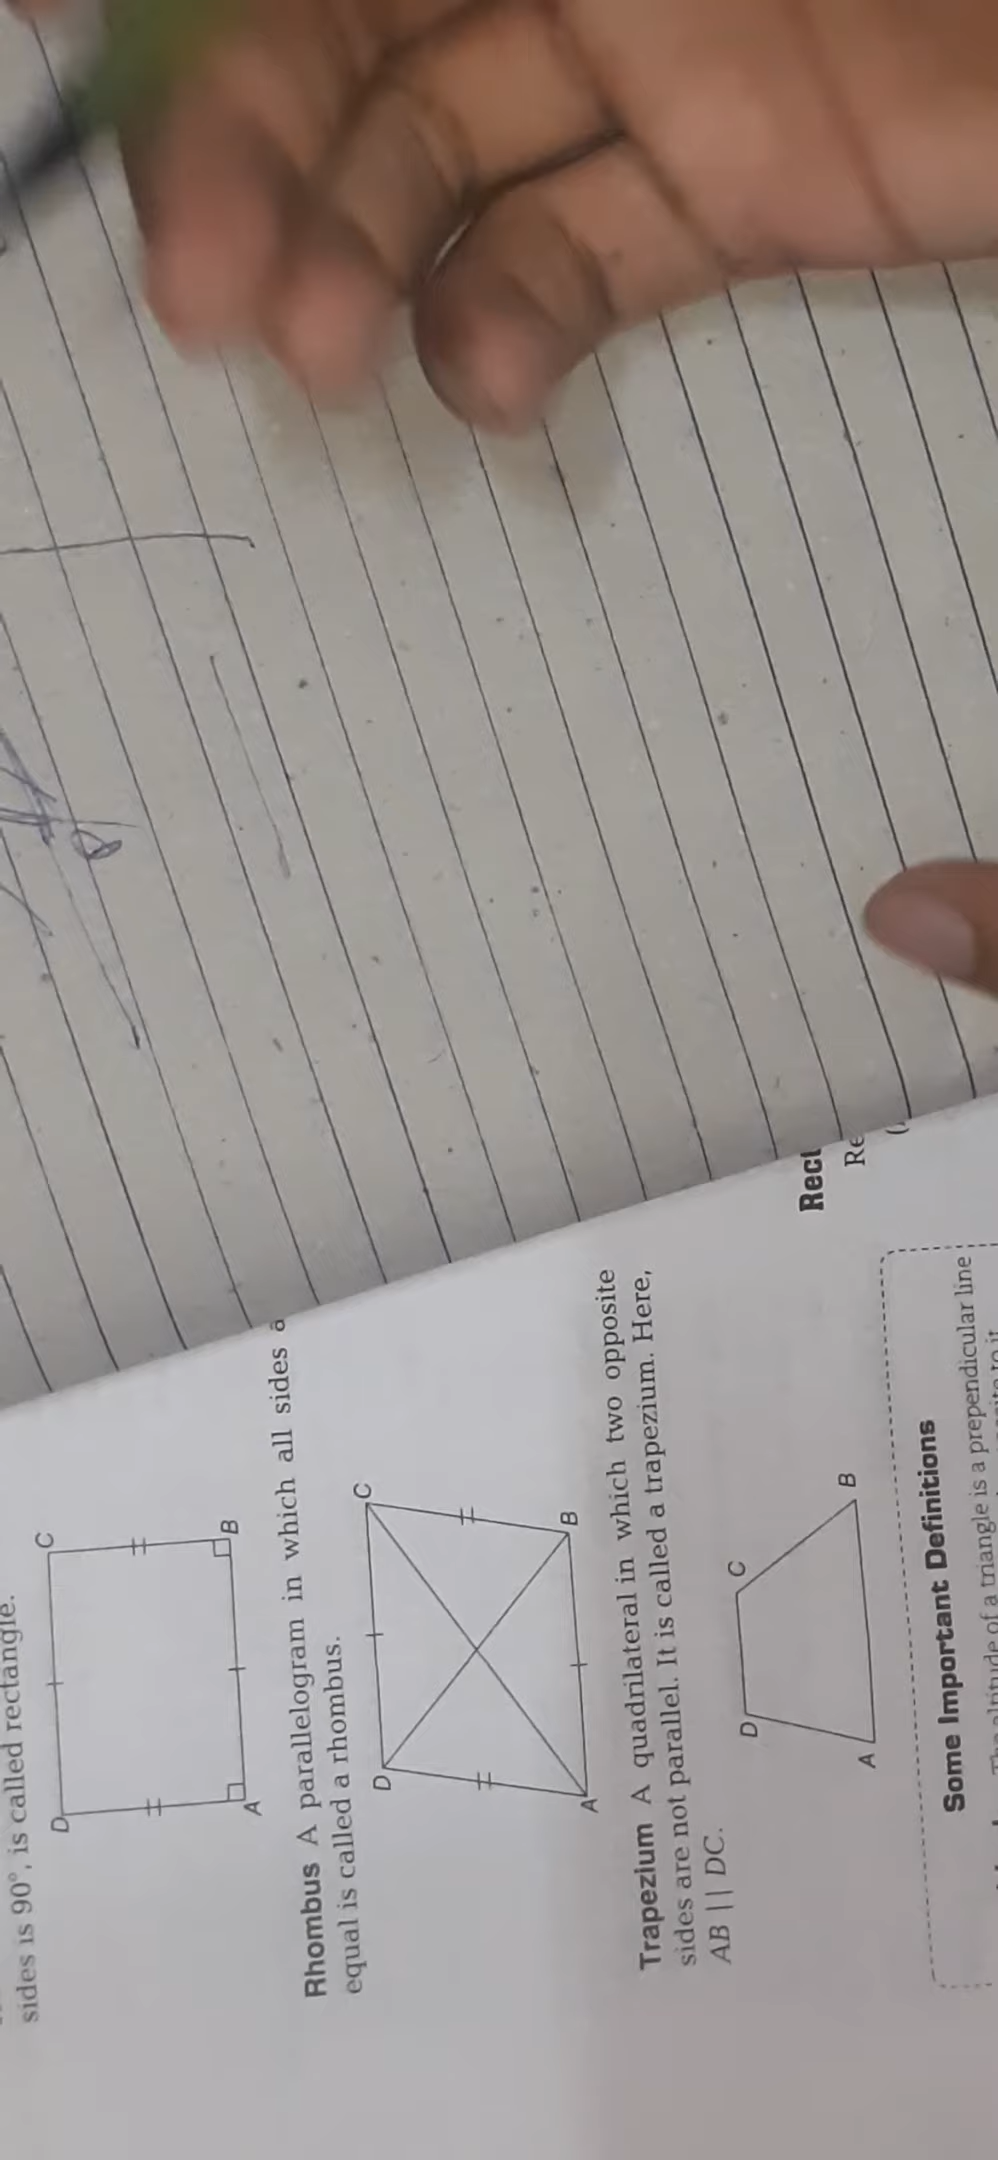 sides is 90°, is called rectangle.
D
C
A
B
Rhombus A parallelogram in which all sides
equal is called a rhombus.
D
C
A
B
Trapezium A quadrilateral in which two opposite
sides are not parallel. It is called a trapezium. Here,
AB || DC.
D
C
A
B
Some Important Definitions
The altitude of a triangle is a prependicular line
Rect
Re